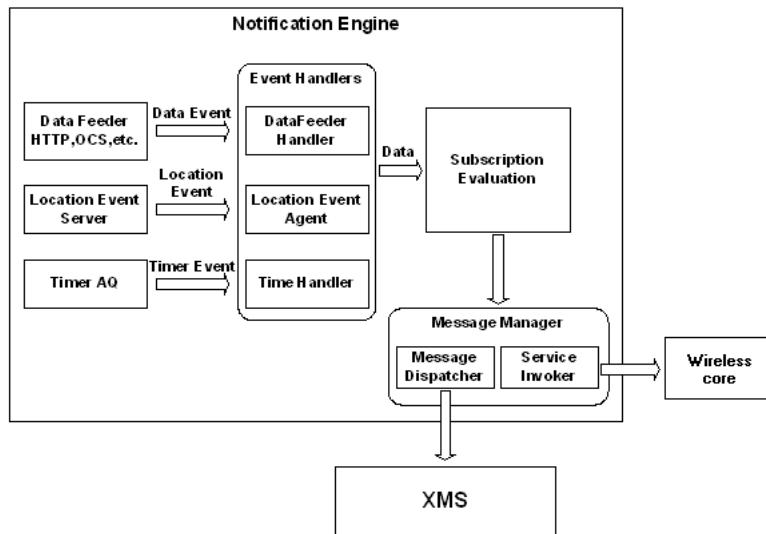 Notification Engine
Event Handlers
Data Feeder
HTTP,OCS,etc.
Data Event
DataFeeder
Handler
Data
Subscription
Evaluation
Location Event
Server
Location
Event
Location Event
Agent
Timer AQ
Timer Event
Time Handler
Message Manager
Message
Dispatcher
Service
Invoker
Wireless
core
XMS